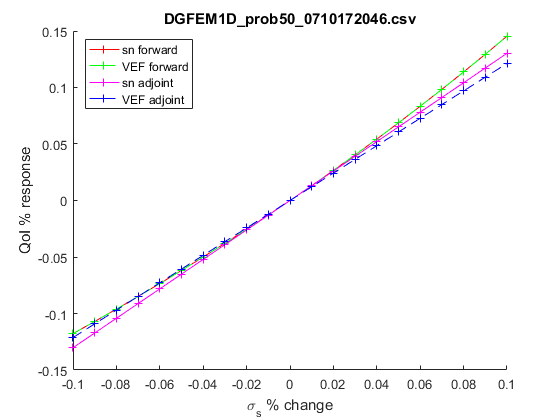 DGFEM1D_prob50_0710172046.csv
sn forward
VEF forward
sn adjoint
VEF adjoint
0.15
0.1
0.05
0
-0.05
-0.1
-0.15
QoI % response
-0.1 -0.08 -0.06 -0.04 -0.02 0 0.02 0.04 0.06 0.08 0.1
σs % change